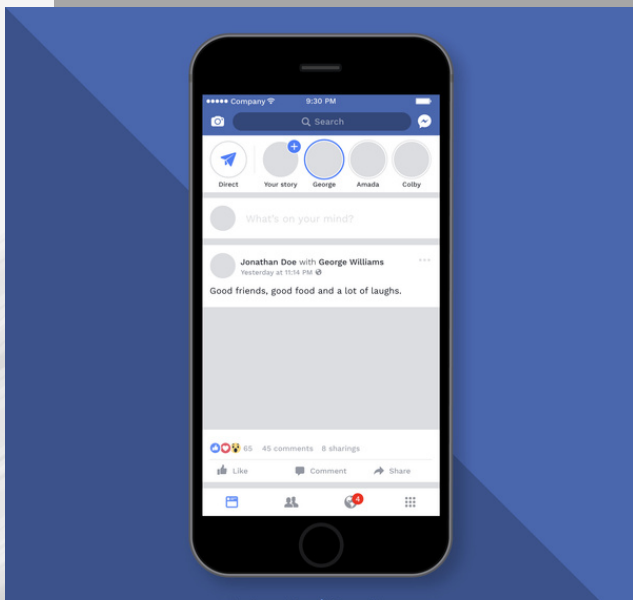 Company 9:30 PM
Search
Direct Your story George Amada Colby
What's on your mind?
Jonathan Doe with George Williams
Yesterday at 11:14 PM
Good friends, good food and a lot of laughs.
65 45 comments 8 sharings
Like Comment Share
4